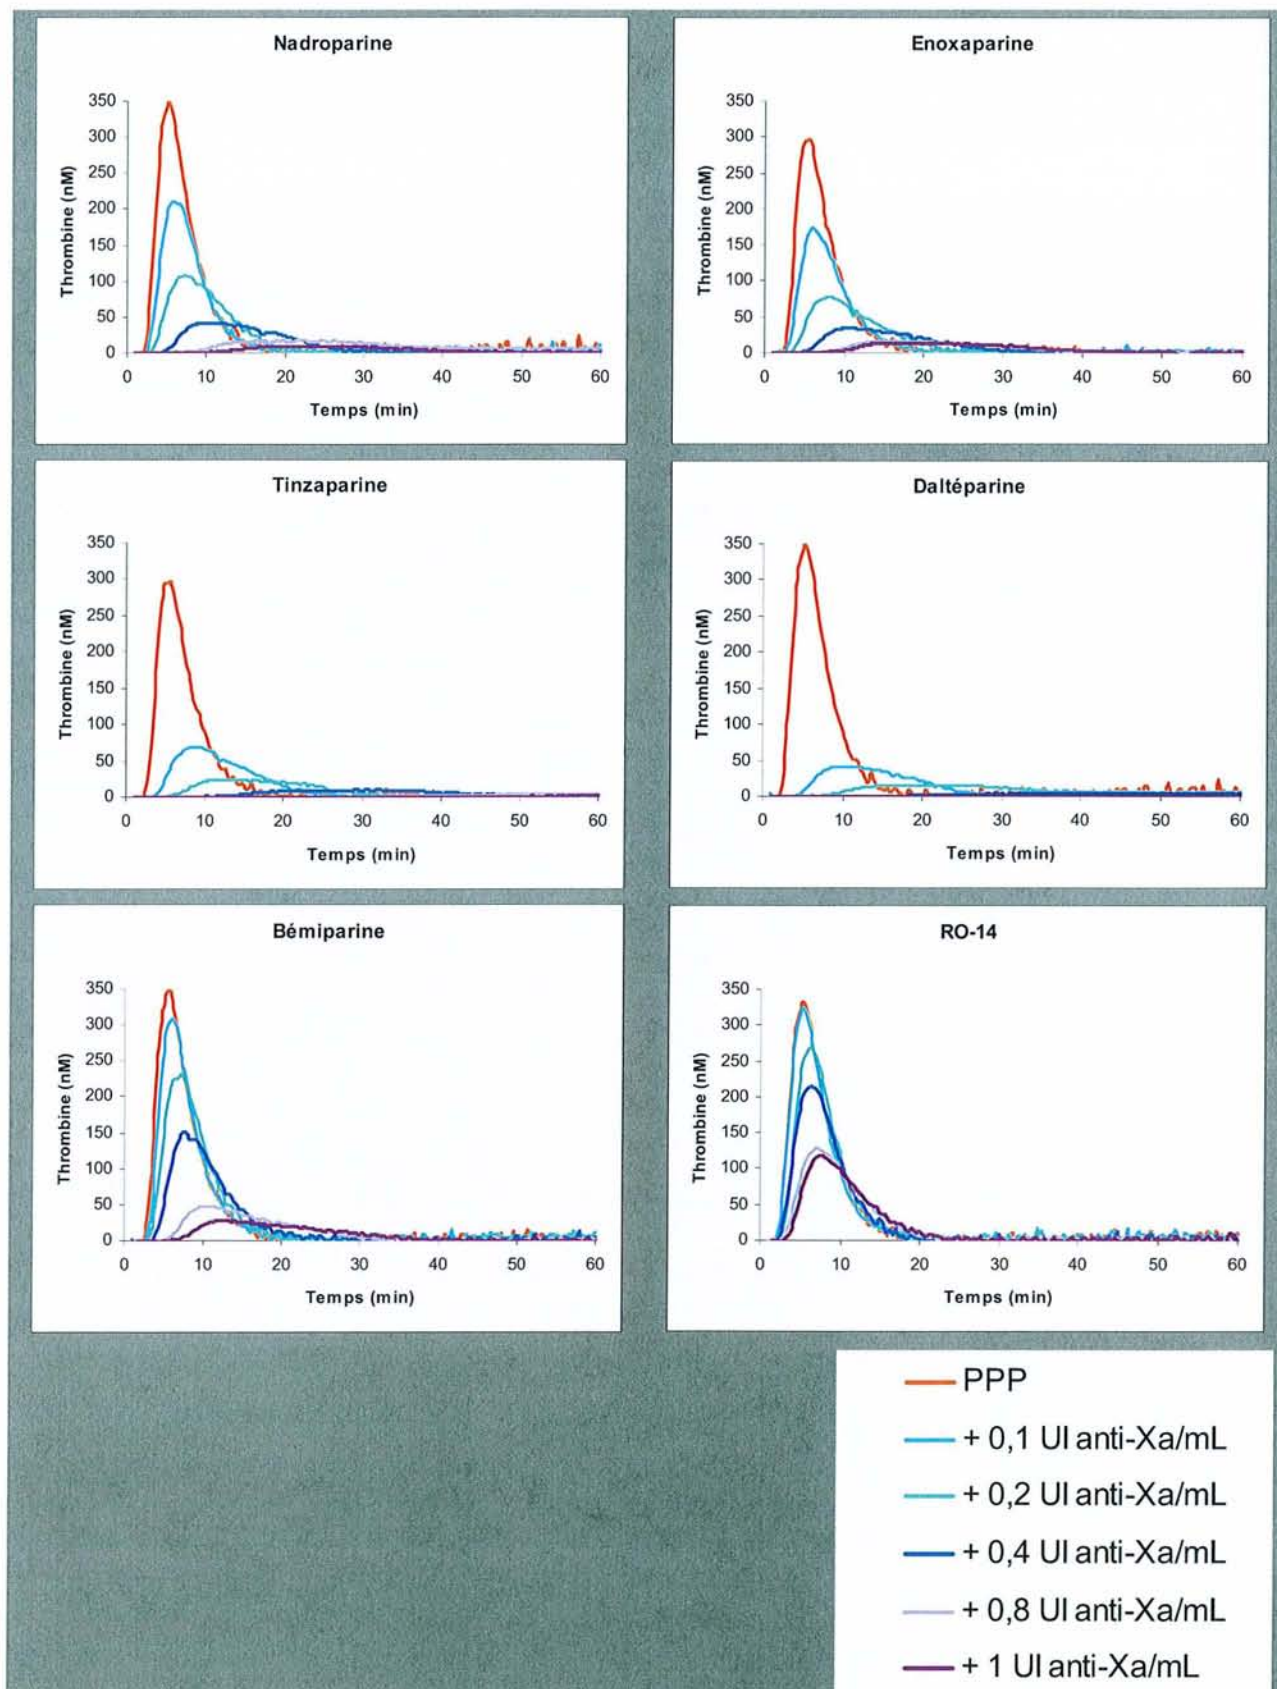 Nadroparine
Thrombine (nM)
350
300
250
200
150
100
50
0
0 10 20 30 40 50 60
Temps (min)
Enoxaparine
Thrombine (nM)
350
300
250
200
150
100
50
0
0 10 20 30 40 50 60
Temps (min)
Tinzaparine
Thrombine (nM)
350
300
250
200
150
100
50
0
0 10 20 30 40 50 60
Temps (min)
Daltéparine
Thrombine (nM)
350
300
250
200
150
100
50
0
0 10 20 30 40 50 60
Temps (min)
Bémiparine
Thrombine (nM)
350
300
250
200
150
100
50
0
0 10 20 30 40 50 60
Temps (min)
RO-14
Thrombine (nM)
350
300
250
200
150
100
50
0
0 10 20 30 40 50 60
Temps (min)
PPP
+ 0,1 UI anti-Xa/mL
+ 0,2 UI anti-Xa/mL
+ 0,4 UI anti-Xa/mL
+ 0,8 UI anti-Xa/mL
+ 1 UI anti-Xa/mL